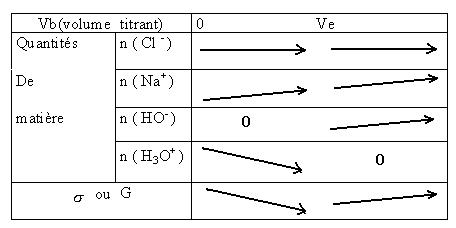 Vb(volume titrant) 0 Ve
Quantités n ( Cl⁻)
De n ( Na⁺)
matière n ( HO⁻) 0
n ( H₃O⁺) 0
σ ou G